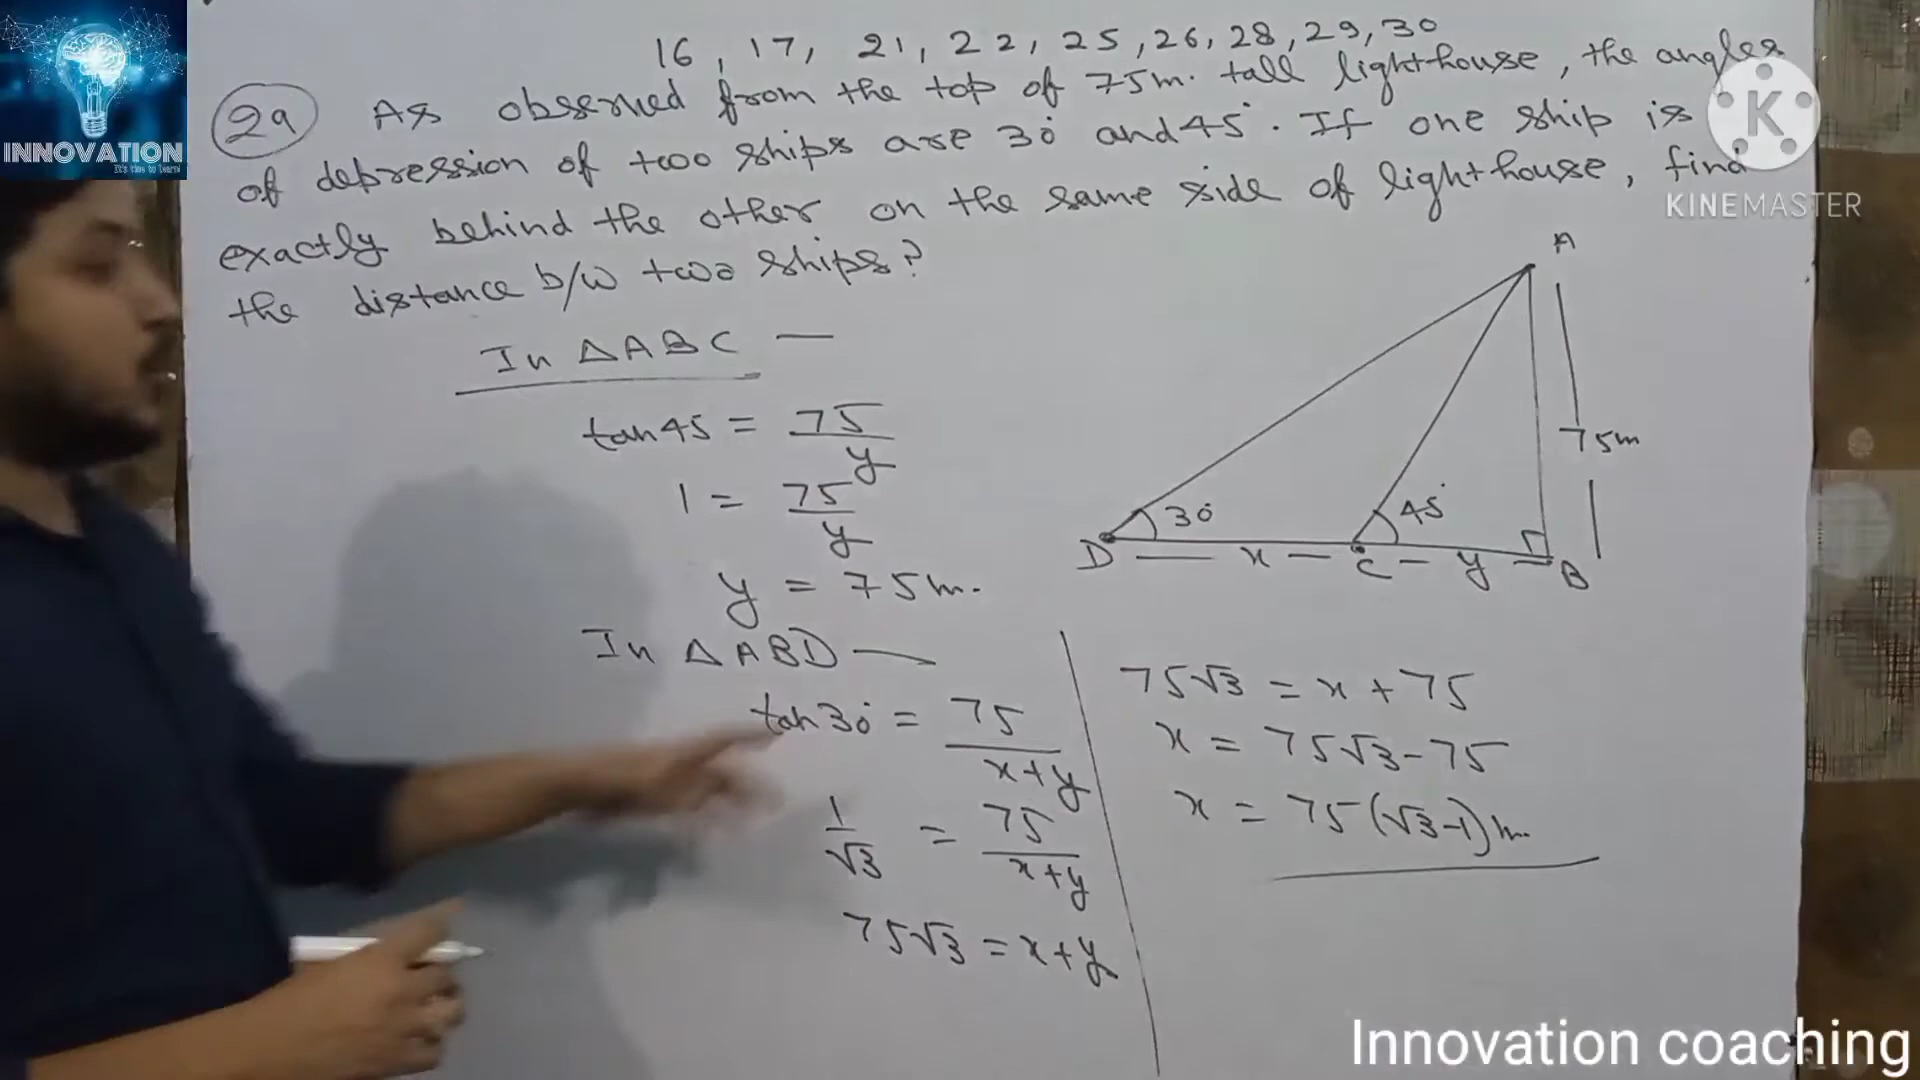 16, 17, 21, 22, 25, 26, 28, 29, 30
29 As observed from the top of 75m. tall lighthouse, the angles
of depression of two ships are 30° and 45°. If one ship is
exactly behind the other on the same side of lighthouse, find
the distance b/w two ships?
INNOVATION
It's time to learn!
K
KINEMASTER
In △ABC —
tan45 = 75/y
1 = 75/y
y = 75m.
In △ABD —
tan30° = 75/x+y
1/√3 = 75/x+y
75√3 = x+y
A
75m
30°
45°
D — x — C — y — B
75√3 = x + 75
x = 75√3 - 75
x = 75(√3-1)m.
Innovation coaching